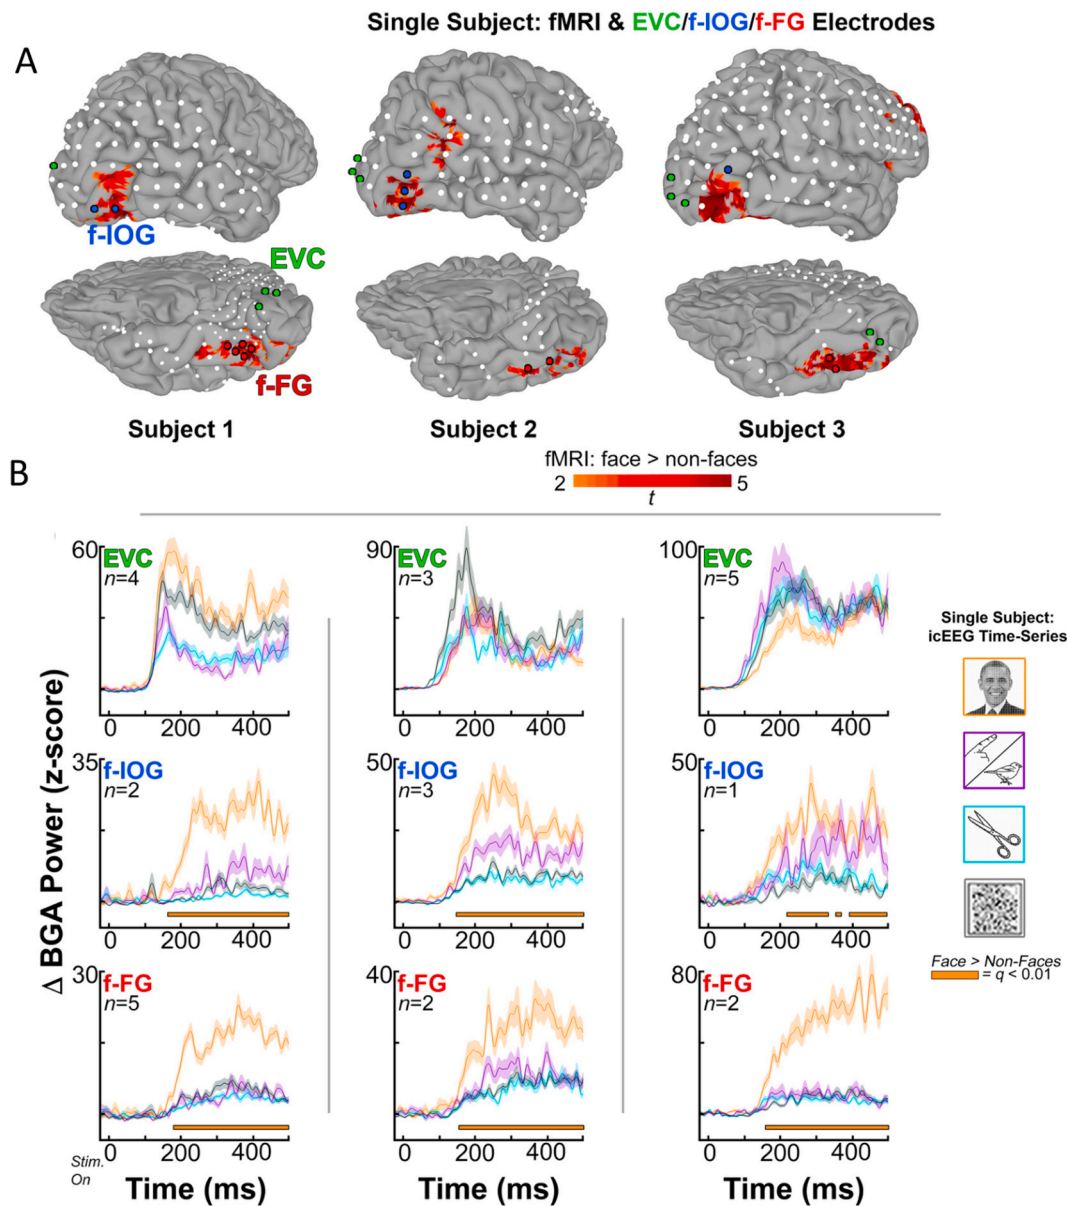 Single Subject: fMRI & EVC/f-IOG/f-FG Electrodes
A
f-IOG
EVC
f-FG
Subject 1
Subject 2
Subject 3
fMRI: face > non-faces
2
5
t
B
Δ BGA Power (z-score)
60
EVC
n=4
0 200 400
90
EVC
n=3
0 200 400
100
EVC
n=5
0 200 400
35
f-IOG
n=2
0 200 400
50
f-IOG
n=3
0 200 400
50
f-IOG
n=1
0 200 400
30
f-FG
n=5
0 200 400
40
f-FG
n=2
0 200 400
80
f-FG
n=2
0 200 400
Stim.
On
Time (ms)
Time (ms)
Time (ms)
Single Subject:
icEEG Time-Series
Face > Non-Faces
= q < 0.01